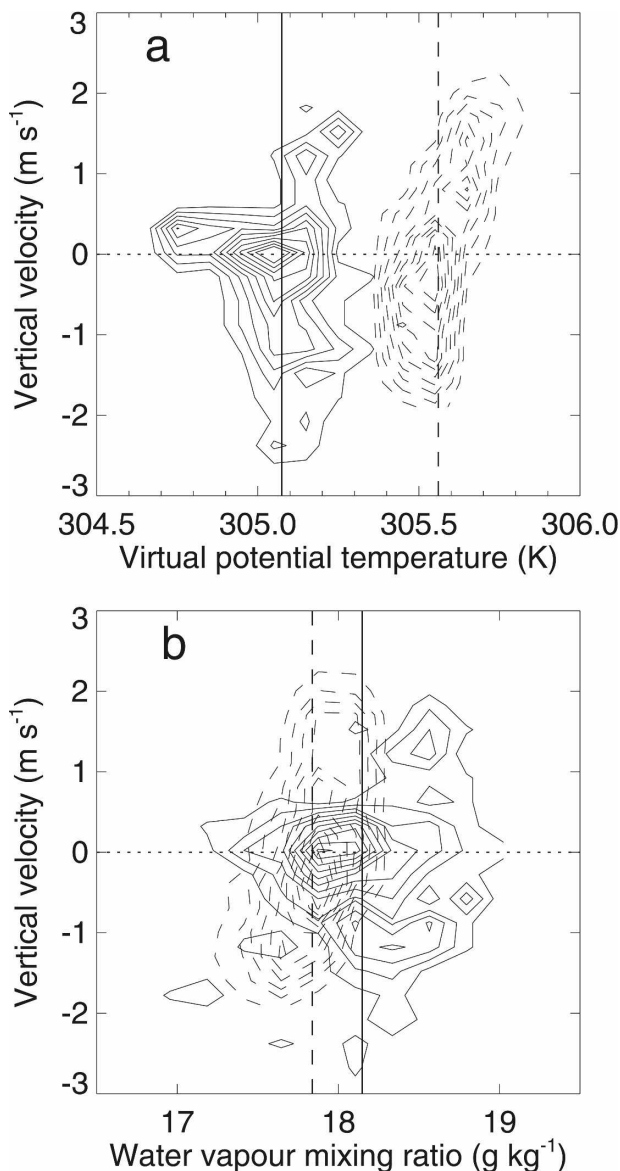 a
3
2
1
0
-1
-2
-3
Vertical velocity (m s⁻¹)
304.5 305.0 305.5 306.0
Virtual potential temperature (K)
b
3
2
1
0
-1
-2
-3
Vertical velocity (m s⁻¹)
17 18 19
Water vapour mixing ratio (g kg⁻¹)